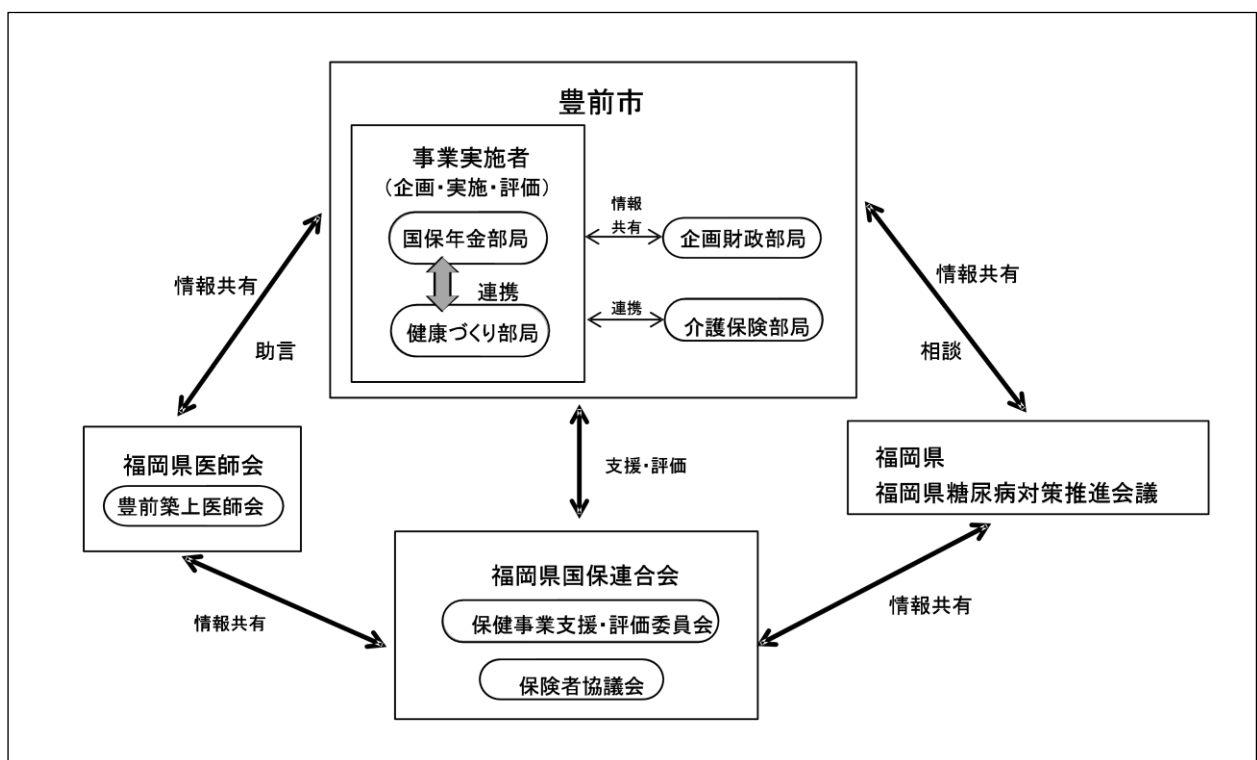 豊前市
事業実施者
(企画・実施・評価)
国保年金部局
連携
健康づくり部局
情報
共有
企画財政部局
連携
介護保険部局
情報共有
助言
情報共有
相談
福岡県医師会
豊前築上医師会
支援・評価
福岡県
福岡県糖尿病対策推進会議
福岡県国保連合会
保健事業支援・評価委員会
保険者協議会
情報共有
情報共有